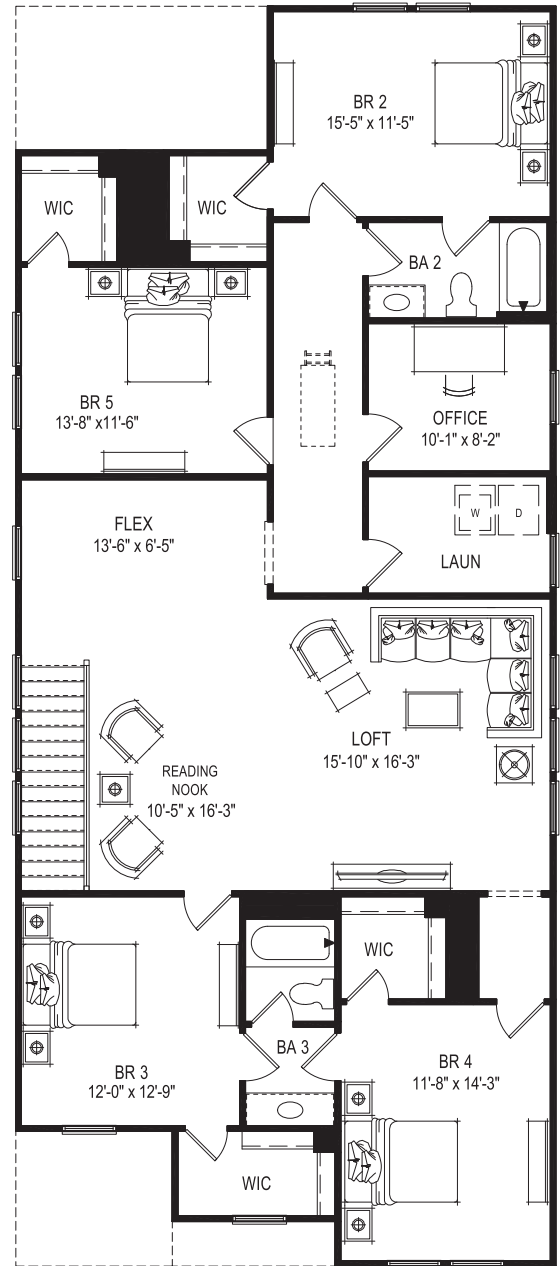 BR 2
15'-5" x 11'-5"
WIC
WIC
BA 2
BR 5
13'-8" x11'-6"
OFFICE
10'-1" x 8'-2"
FLEX
13'-6" x 6'-5"
W
D
LAUN
LOFT
15'-10" x 16'-3"
READING
NOOK
10'-5" x 16'-3"
WIC
BA 3
BR 3
12'-0" x 12'-9"
BR 4
11'-8" x 14'-3"
WIC